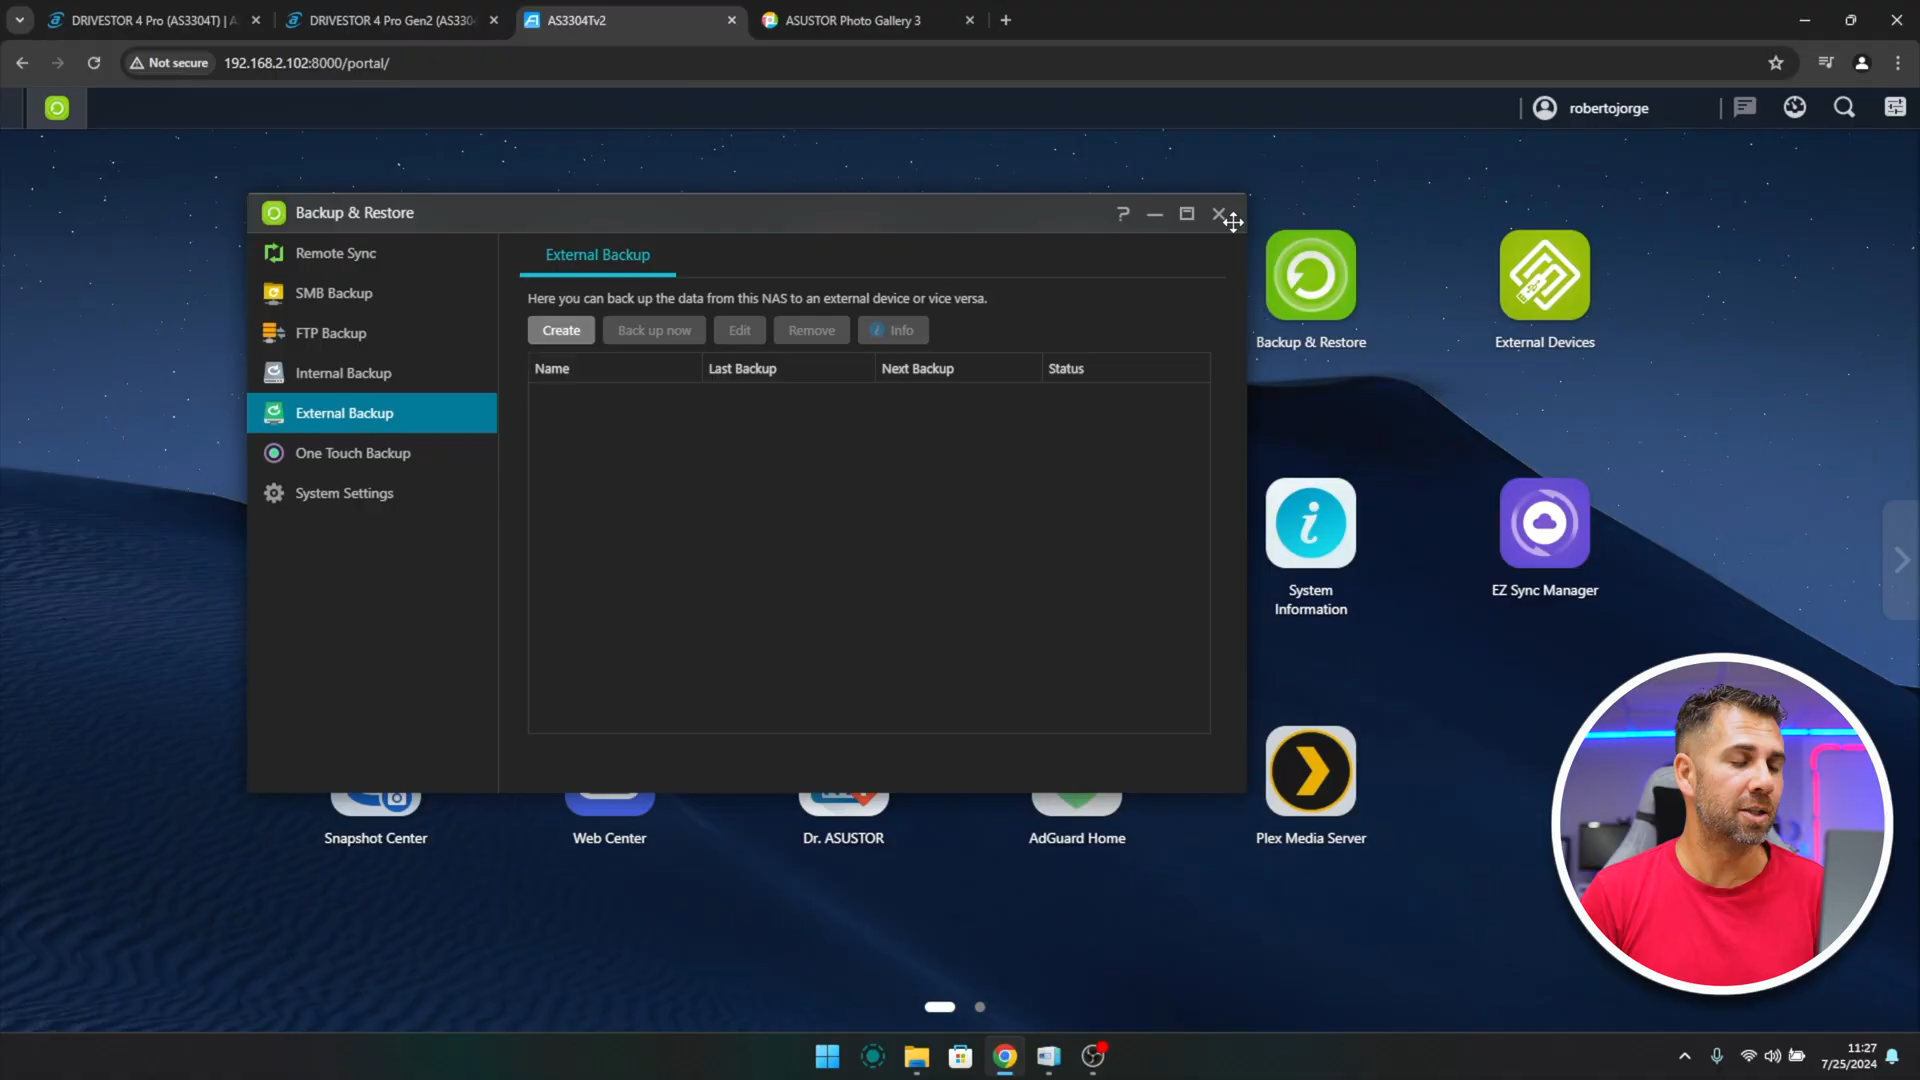 DRIVESTOR 4 Pro (AS3304T) | A
DRIVESTOR 4 Pro Gen2 (AS330
AS3304Tv2
ASUSTOR Photo Gallery 3
Not secure
192.168.2.102:8000/portal/
robertojorge
Backup & Restore
Remote Sync
SMB Backup
FTP Backup
Internal Backup
External Backup
One Touch Backup
System Settings
External Backup
Here you can back up the data from this NAS to an external device or vice versa.
Create
Back up now
Edit
Remove
Info
Name
Last Backup
Next Backup
Status
Backup & Restore
External Devices
System
Information
EZ Sync Manager
Snapshot Center
Web Center
Dr. ASUSTOR
AdGuard Home
Plex Media Server
11:27
7/25/2024